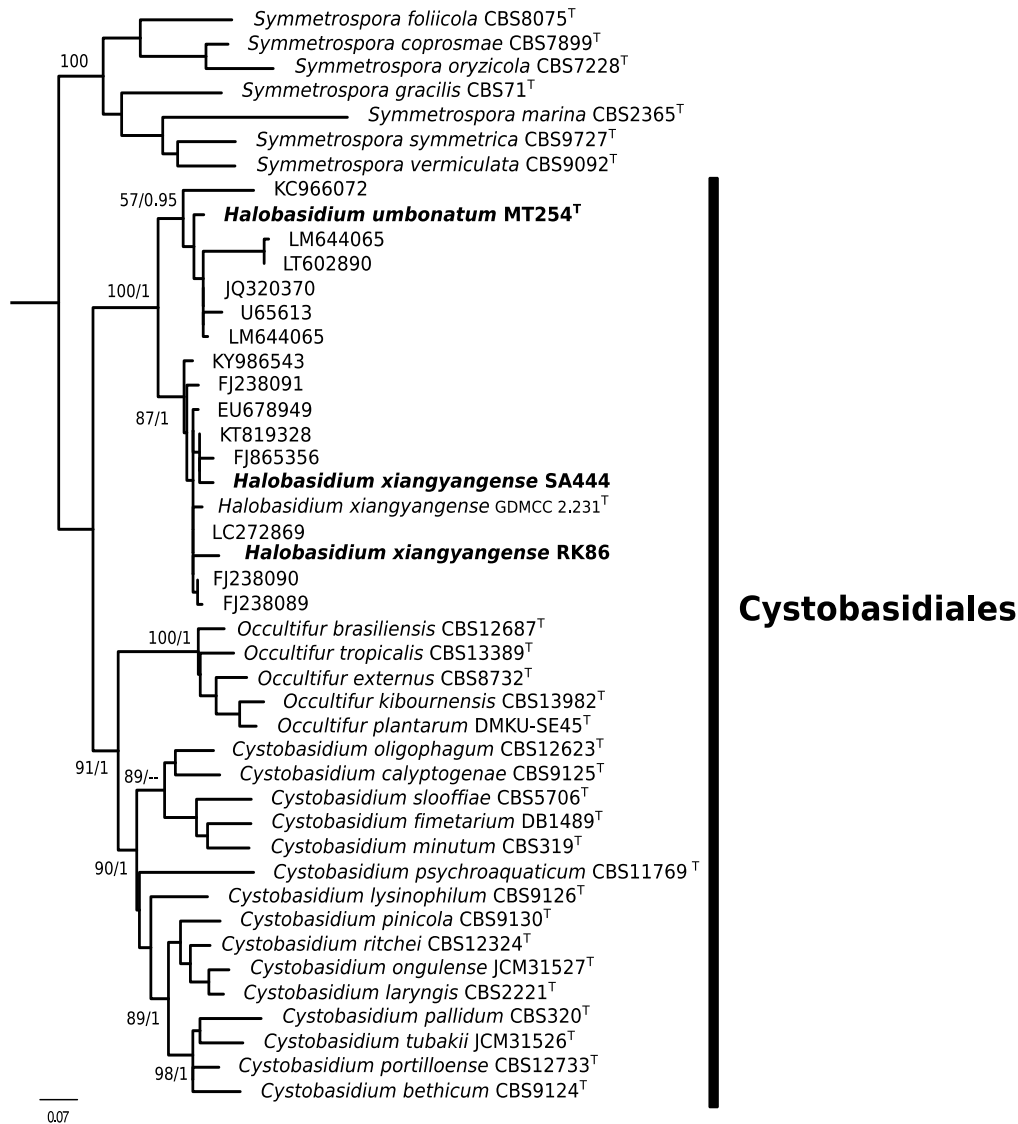 Symmetrospora foliicola CBS8075T
Symmetrospora coprosmae CBS7899T
100
Symmetrospora oryzicola CBS7228T
Symmetrospora gracilis CBS71T
Symmetrospora marina CBS2365T
Symmetrospora symmetrica CBS9727T
Symmetrospora vermiculata CBS9092T
KC966072
57/0.95
Halobasidium umbonatum MT254T
LM644065
LT602890
100/1
JQ320370
U65613
LM644065
KY986543
FJ238091
87/1
EU678949
KT819328
FJ865356
Halobasidium xiangyangense SA444
Halobasidium xiangyangense GDMCC 2.231T
LC272869
Halobasidium xiangyangense RK86
FJ238090
FJ238089
Cystobasidiales
100/1
Occultifur brasiliensis CBS12687T
Occultifur tropicalis CBS13389T
Occultifur externus CBS8732T
Occultifur kibournensis CBS13982T
Occultifur plantarum DMKU-SE45T
Cystobasidium oligophagum CBS12623T
91/1
89/--
Cystobasidium calyptogenae CBS9125T
Cystobasidium slooffiae CBS5706T
Cystobasidium fimetarium DB1489T
Cystobasidium minutum CBS319T
90/1
Cystobasidium psychroaquaticum CBS11769 T
Cystobasidium lysinophilum CBS9126T
Cystobasidium pinicola CBS9130T
Cystobasidium ritchei CBS12324T
Cystobasidium ongulense JCM31527T
Cystobasidium laryngis CBS2221T
89/1
Cystobasidium pallidum CBS320T
Cystobasidium tubakii JCM31526T
Cystobasidium portilloense CBS12733T
98/1
Cystobasidium bethicum CBS9124T
0.07